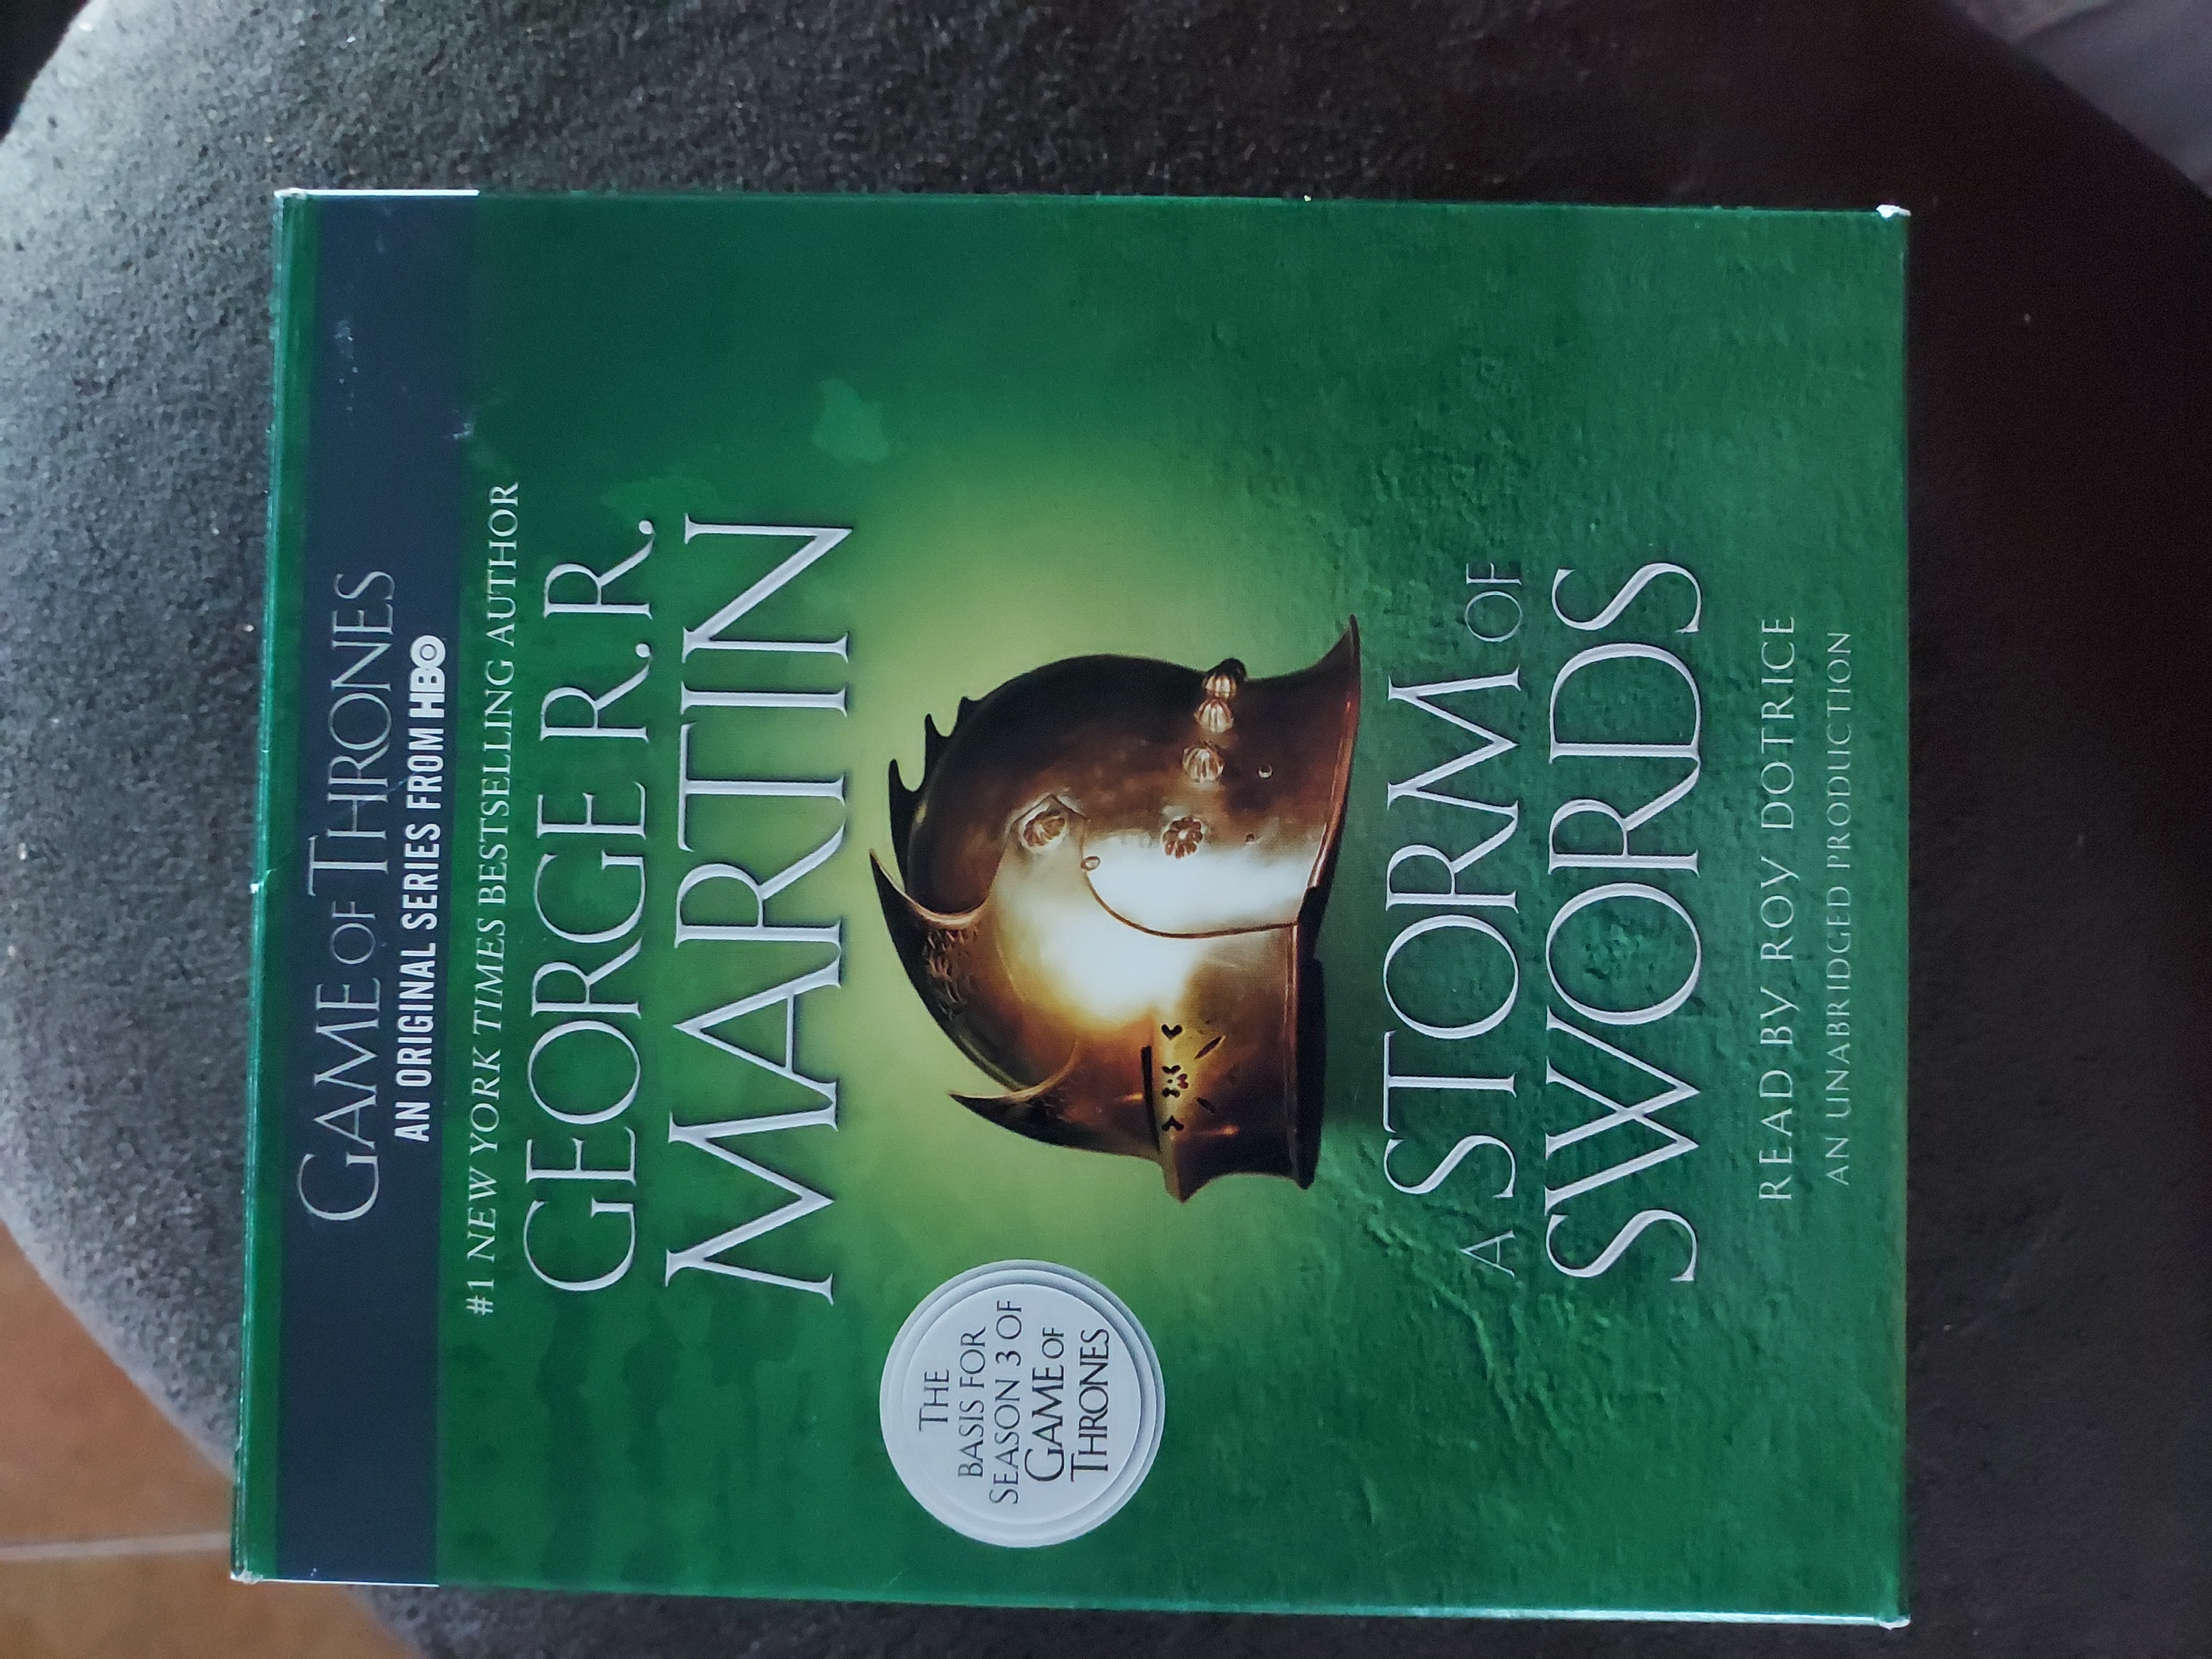 GAME OF THRONES
AN ORIGINAL SERIES FROM HBO
#1 NEW YORK TIMES BESTSELLING AUTHOR
GEORGE R.R.
MARTIN
THE
BASIS FOR
SEASON 3 OF
GAME OF
THRONES
A STORM OF
SWORDS
READ BY ROY DOTRICE
AN UNABRIDGED PRODUCTION